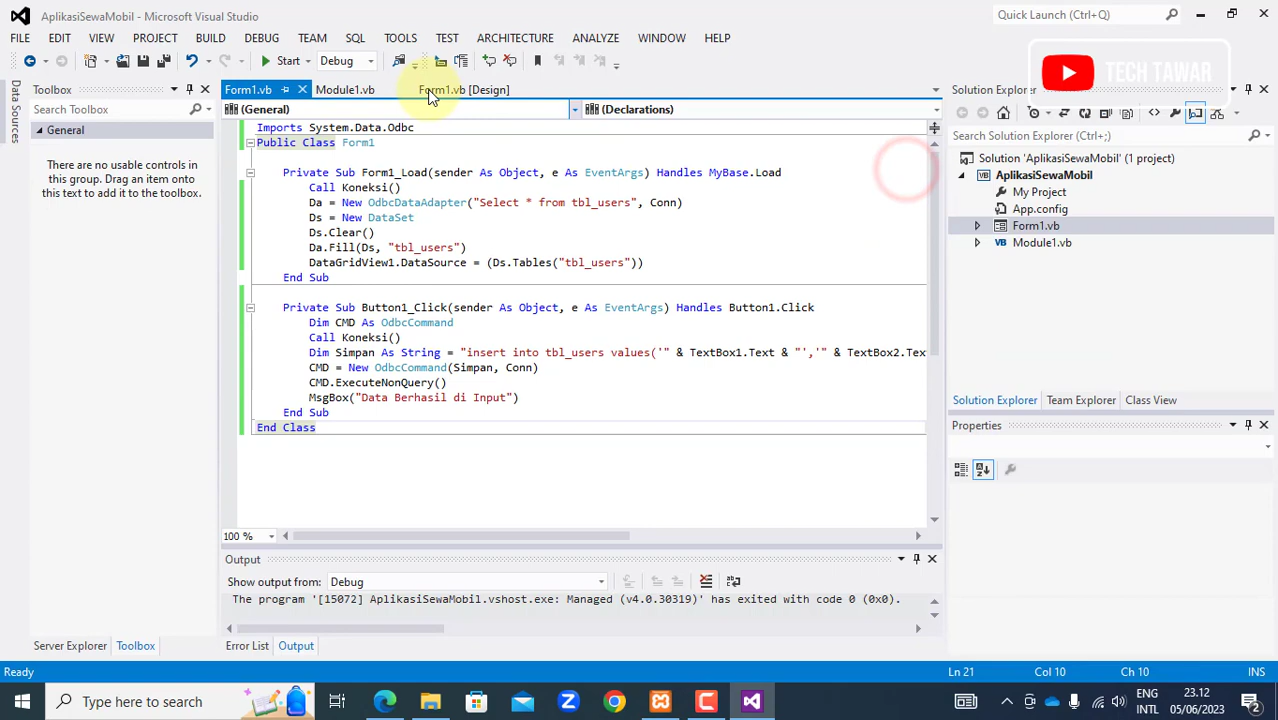 AplikasiSewaMobil - Microsoft Visual Studio
Quick Launch (Ctrl+Q)
FILE EDIT VIEW PROJECT BUILD DEBUG TEAM SQL TOOLS TEST ARCHITECTURE ANALYZE WINDOW HELP
Start Debug
TECH TAWAR
Data Sources
Toolbox
Search Toolbox
General
There are no usable controls in
this group. Drag an item onto
this text to add it to the toolbox.
Form1.vb Module1.vb Form1.vb [Design]
(General) (Declarations)
Imports System.Data.Odbc
Public Class Form1
Private Sub Form1_Load(sender As Object, e As EventArgs) Handles MyBase.Load
Call Koneksi()
Da = New OdbcDataAdapter("Select * from tbl_users", Conn)
Ds = New DataSet
Ds.Clear()
Da.Fill(Ds, "tbl_users")
DataGridView1.DataSource = (Ds.Tables("tbl_users"))
End Sub
Private Sub Button1_Click(sender As Object, e As EventArgs) Handles Button1.Click
Dim CMD As OdbcCommand
Call Koneksi()
Dim Simpan As String = "insert into tbl_users values('" & TextBox1.Text & "','" & TextBox2.Tex
CMD = New OdbcCommand(Simpan, Conn)
CMD.ExecuteNonQuery()
MsgBox("Data Berhasil di Input")
End Sub
End Class
100 %
Output
Show output from: Debug
The program '[15072] AplikasiSewaMobil.vshost.exe: Managed (v4.0.30319)' has exited with code 0 (0x0).
Server Explorer Toolbox
Error List Output
Solution Explorer
Search Solution Explorer (Ctrl+;)
Solution 'AplikasiSewaMobil' (1 project)
AplikasiSewaMobil
My Project
App.config
Form1.vb
Module1.vb
Solution Explorer Team Explorer Class View
Properties
Ready Ln 21 Col 10 Ch 10 INS
Type here to search
ENG
INTL
23.12
05/06/2023